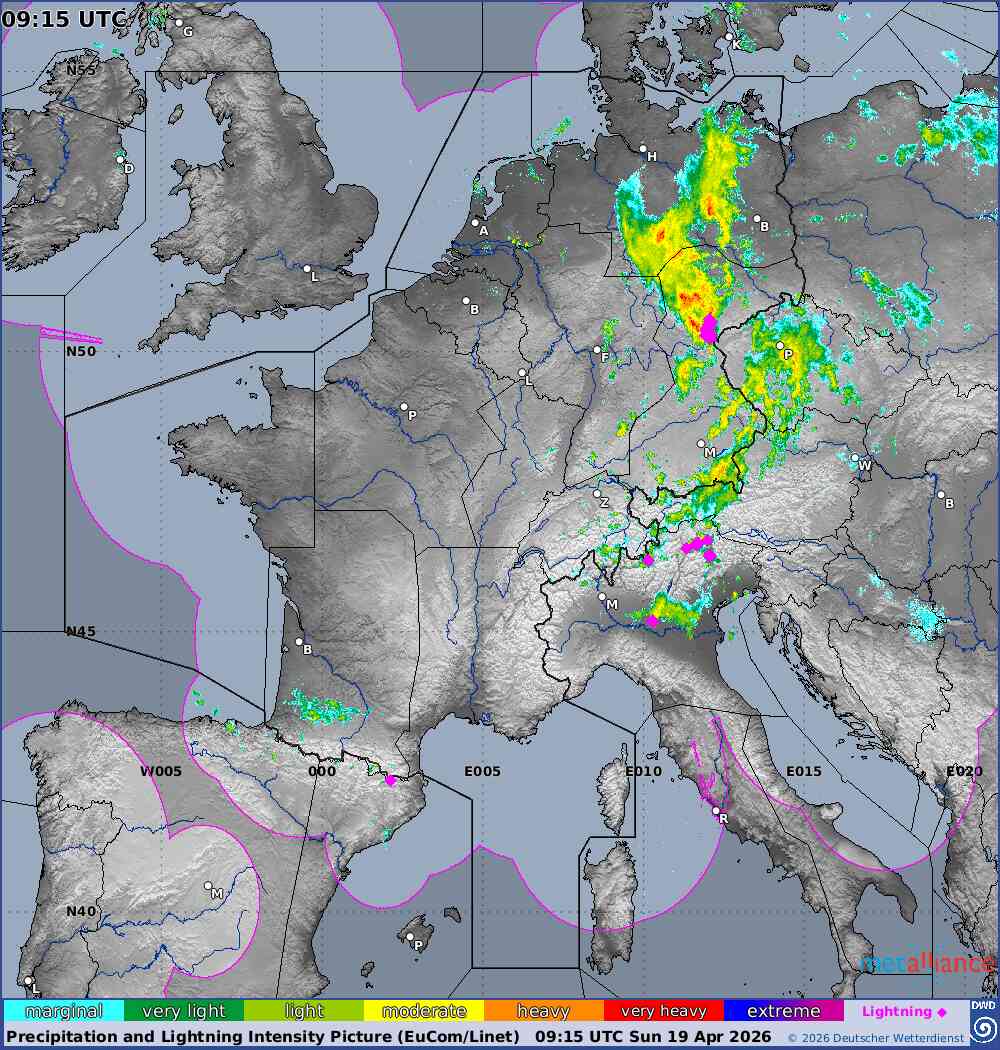 09:15 UTC
G
K
N55
H
D
A
B
L
B
N50
F
P
L
P
M
W
Z
B
M
N45
B
W005
000
E005
E010
E015
E020
R
M
N40
P
L
metalliance
marginal
very light
light
moderate
heavy
very heavy
extreme
Lightning
DWD
Precipitation and Lightning Intensity Picture (EuCom/Linet) 09:15 UTC Sun 19 Apr 2026 © 2026 Deutscher Wetterdienst